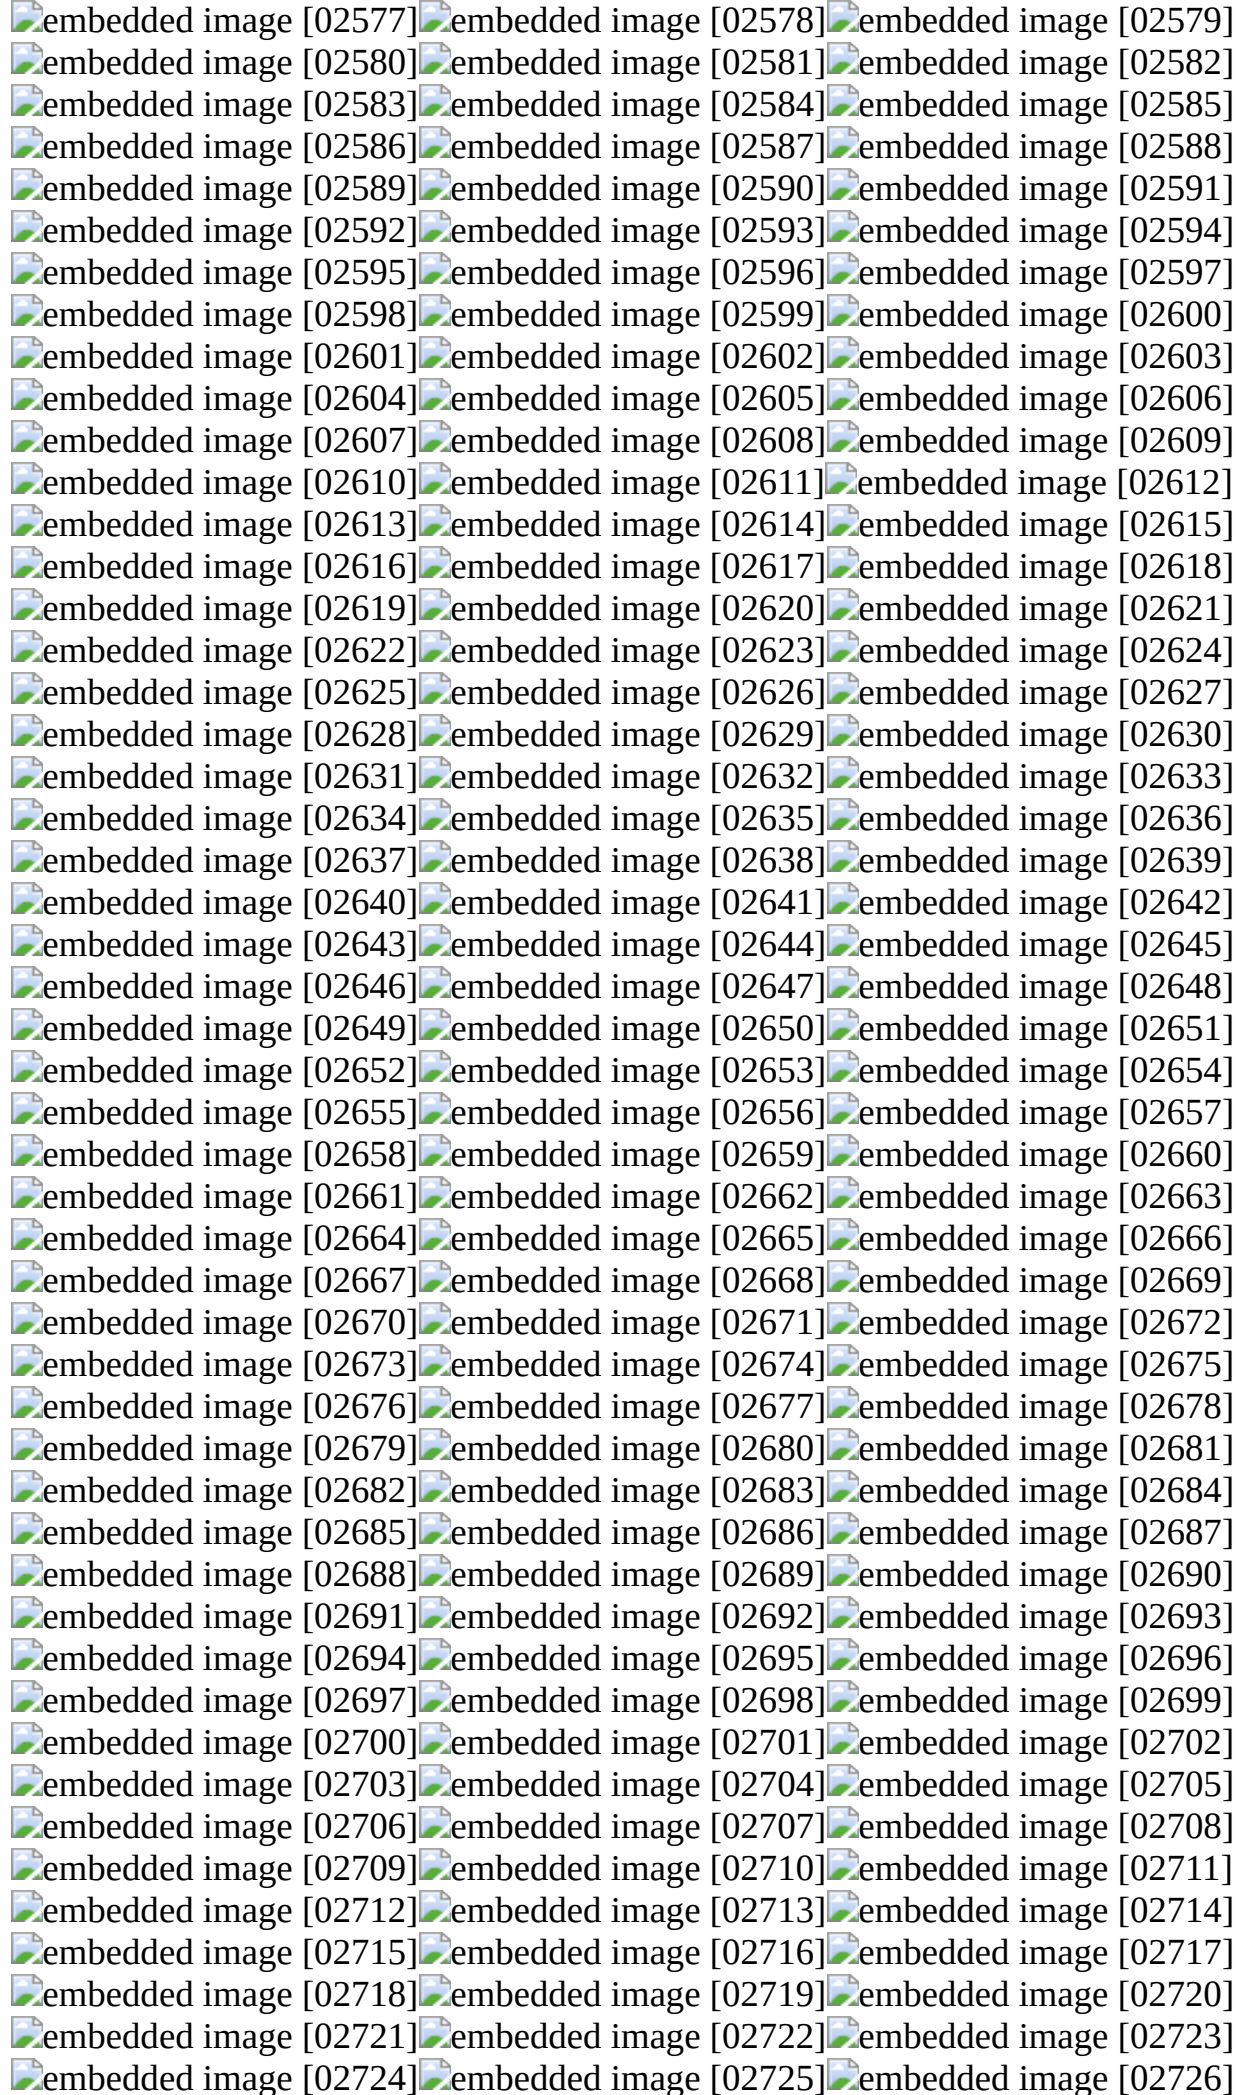 embedded image [02577]embedded image [02578]embedded image [02579]
embedded image [02580]embedded image [02581]embedded image [02582]
embedded image [02583]embedded image [02584]embedded image [02585]
embedded image [02586]embedded image [02587]embedded image [02588]
embedded image [02589]embedded image [02590]embedded image [02591]
embedded image [02592]embedded image [02593]embedded image [02594]
embedded image [02595]embedded image [02596]embedded image [02597]
embedded image [02598]embedded image [02599]embedded image [02600]
embedded image [02601]embedded image [02602]embedded image [02603]
embedded image [02604]embedded image [02605]embedded image [02606]
embedded image [02607]embedded image [02608]embedded image [02609]
embedded image [02610]embedded image [02611]embedded image [02612]
embedded image [02613]embedded image [02614]embedded image [02615]
embedded image [02616]embedded image [02617]embedded image [02618]
embedded image [02619]embedded image [02620]embedded image [02621]
embedded image [02622]embedded image [02623]embedded image [02624]
embedded image [02625]embedded image [02626]embedded image [02627]
embedded image [02628]embedded image [02629]embedded image [02630]
embedded image [02631]embedded image [02632]embedded image [02633]
embedded image [02634]embedded image [02635]embedded image [02636]
embedded image [02637]embedded image [02638]embedded image [02639]
embedded image [02640]embedded image [02641]embedded image [02642]
embedded image [02643]embedded image [02644]embedded image [02645]
embedded image [02646]embedded image [02647]embedded image [02648]
embedded image [02649]embedded image [02650]embedded image [02651]
embedded image [02652]embedded image [02653]embedded image [02654]
embedded image [02655]embedded image [02656]embedded image [02657]
embedded image [02658]embedded image [02659]embedded image [02660]
embedded image [02661]embedded image [02662]embedded image [02663]
embedded image [02664]embedded image [02665]embedded image [02666]
embedded image [02667]embedded image [02668]embedded image [02669]
embedded image [02670]embedded image [02671]embedded image [02672]
embedded image [02673]embedded image [02674]embedded image [02675]
embedded image [02676]embedded image [02677]embedded image [02678]
embedded image [02679]embedded image [02680]embedded image [02681]
embedded image [02682]embedded image [02683]embedded image [02684]
embedded image [02685]embedded image [02686]embedded image [02687]
embedded image [02688]embedded image [02689]embedded image [02690]
embedded image [02691]embedded image [02692]embedded image [02693]
embedded image [02694]embedded image [02695]embedded image [02696]
embedded image [02697]embedded image [02698]embedded image [02699]
embedded image [02700]embedded image [02701]embedded image [02702]
embedded image [02703]embedded image [02704]embedded image [02705]
embedded image [02706]embedded image [02707]embedded image [02708]
embedded image [02709]embedded image [02710]embedded image [02711]
embedded image [02712]embedded image [02713]embedded image [02714]
embedded image [02715]embedded image [02716]embedded image [02717]
embedded image [02718]embedded image [02719]embedded image [02720]
embedded image [02721]embedded image [02722]embedded image [02723]
embedded image [02724]embedded image [02725]embedded image [02726]